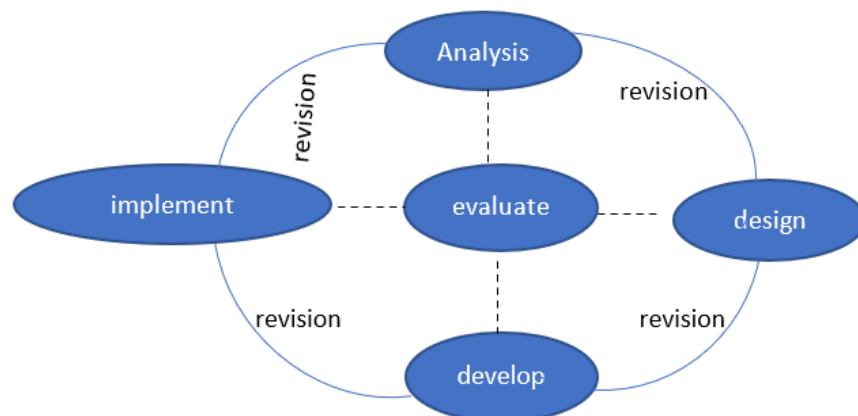 Analysis
revision
revision
implement
evaluate
design
revision
revision
develop